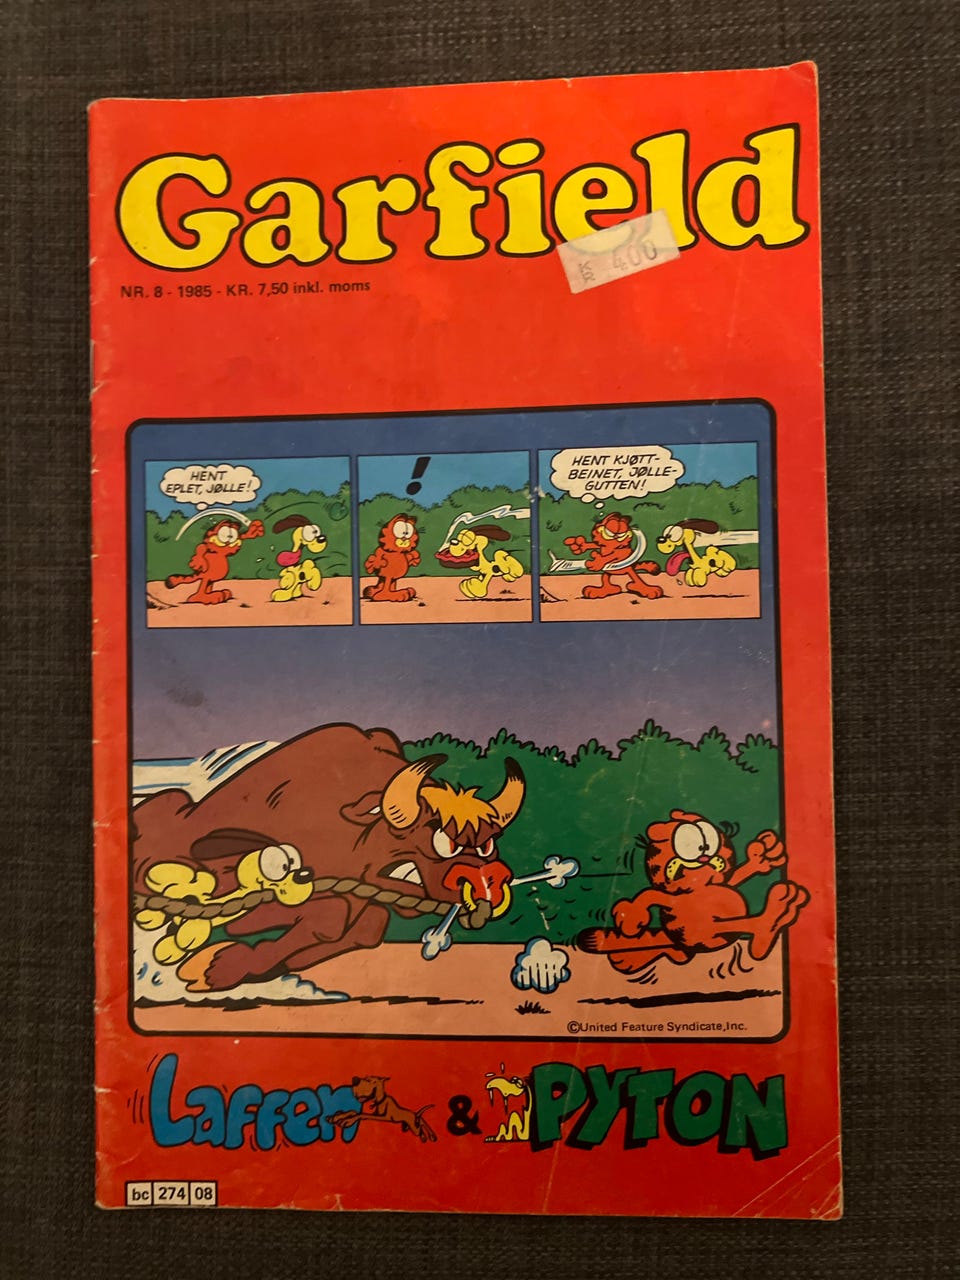 Garfield
KR 400
NR. 8 - 1985 - KR. 7,50 inkl. moms
HENT
EPLET, JØLLE!
!
HENT KJØTT-
BEINET, JØLLE-
GUTTEN!
©United Feature Syndicate, Inc.
Laffen & PYTON
bc 274 08